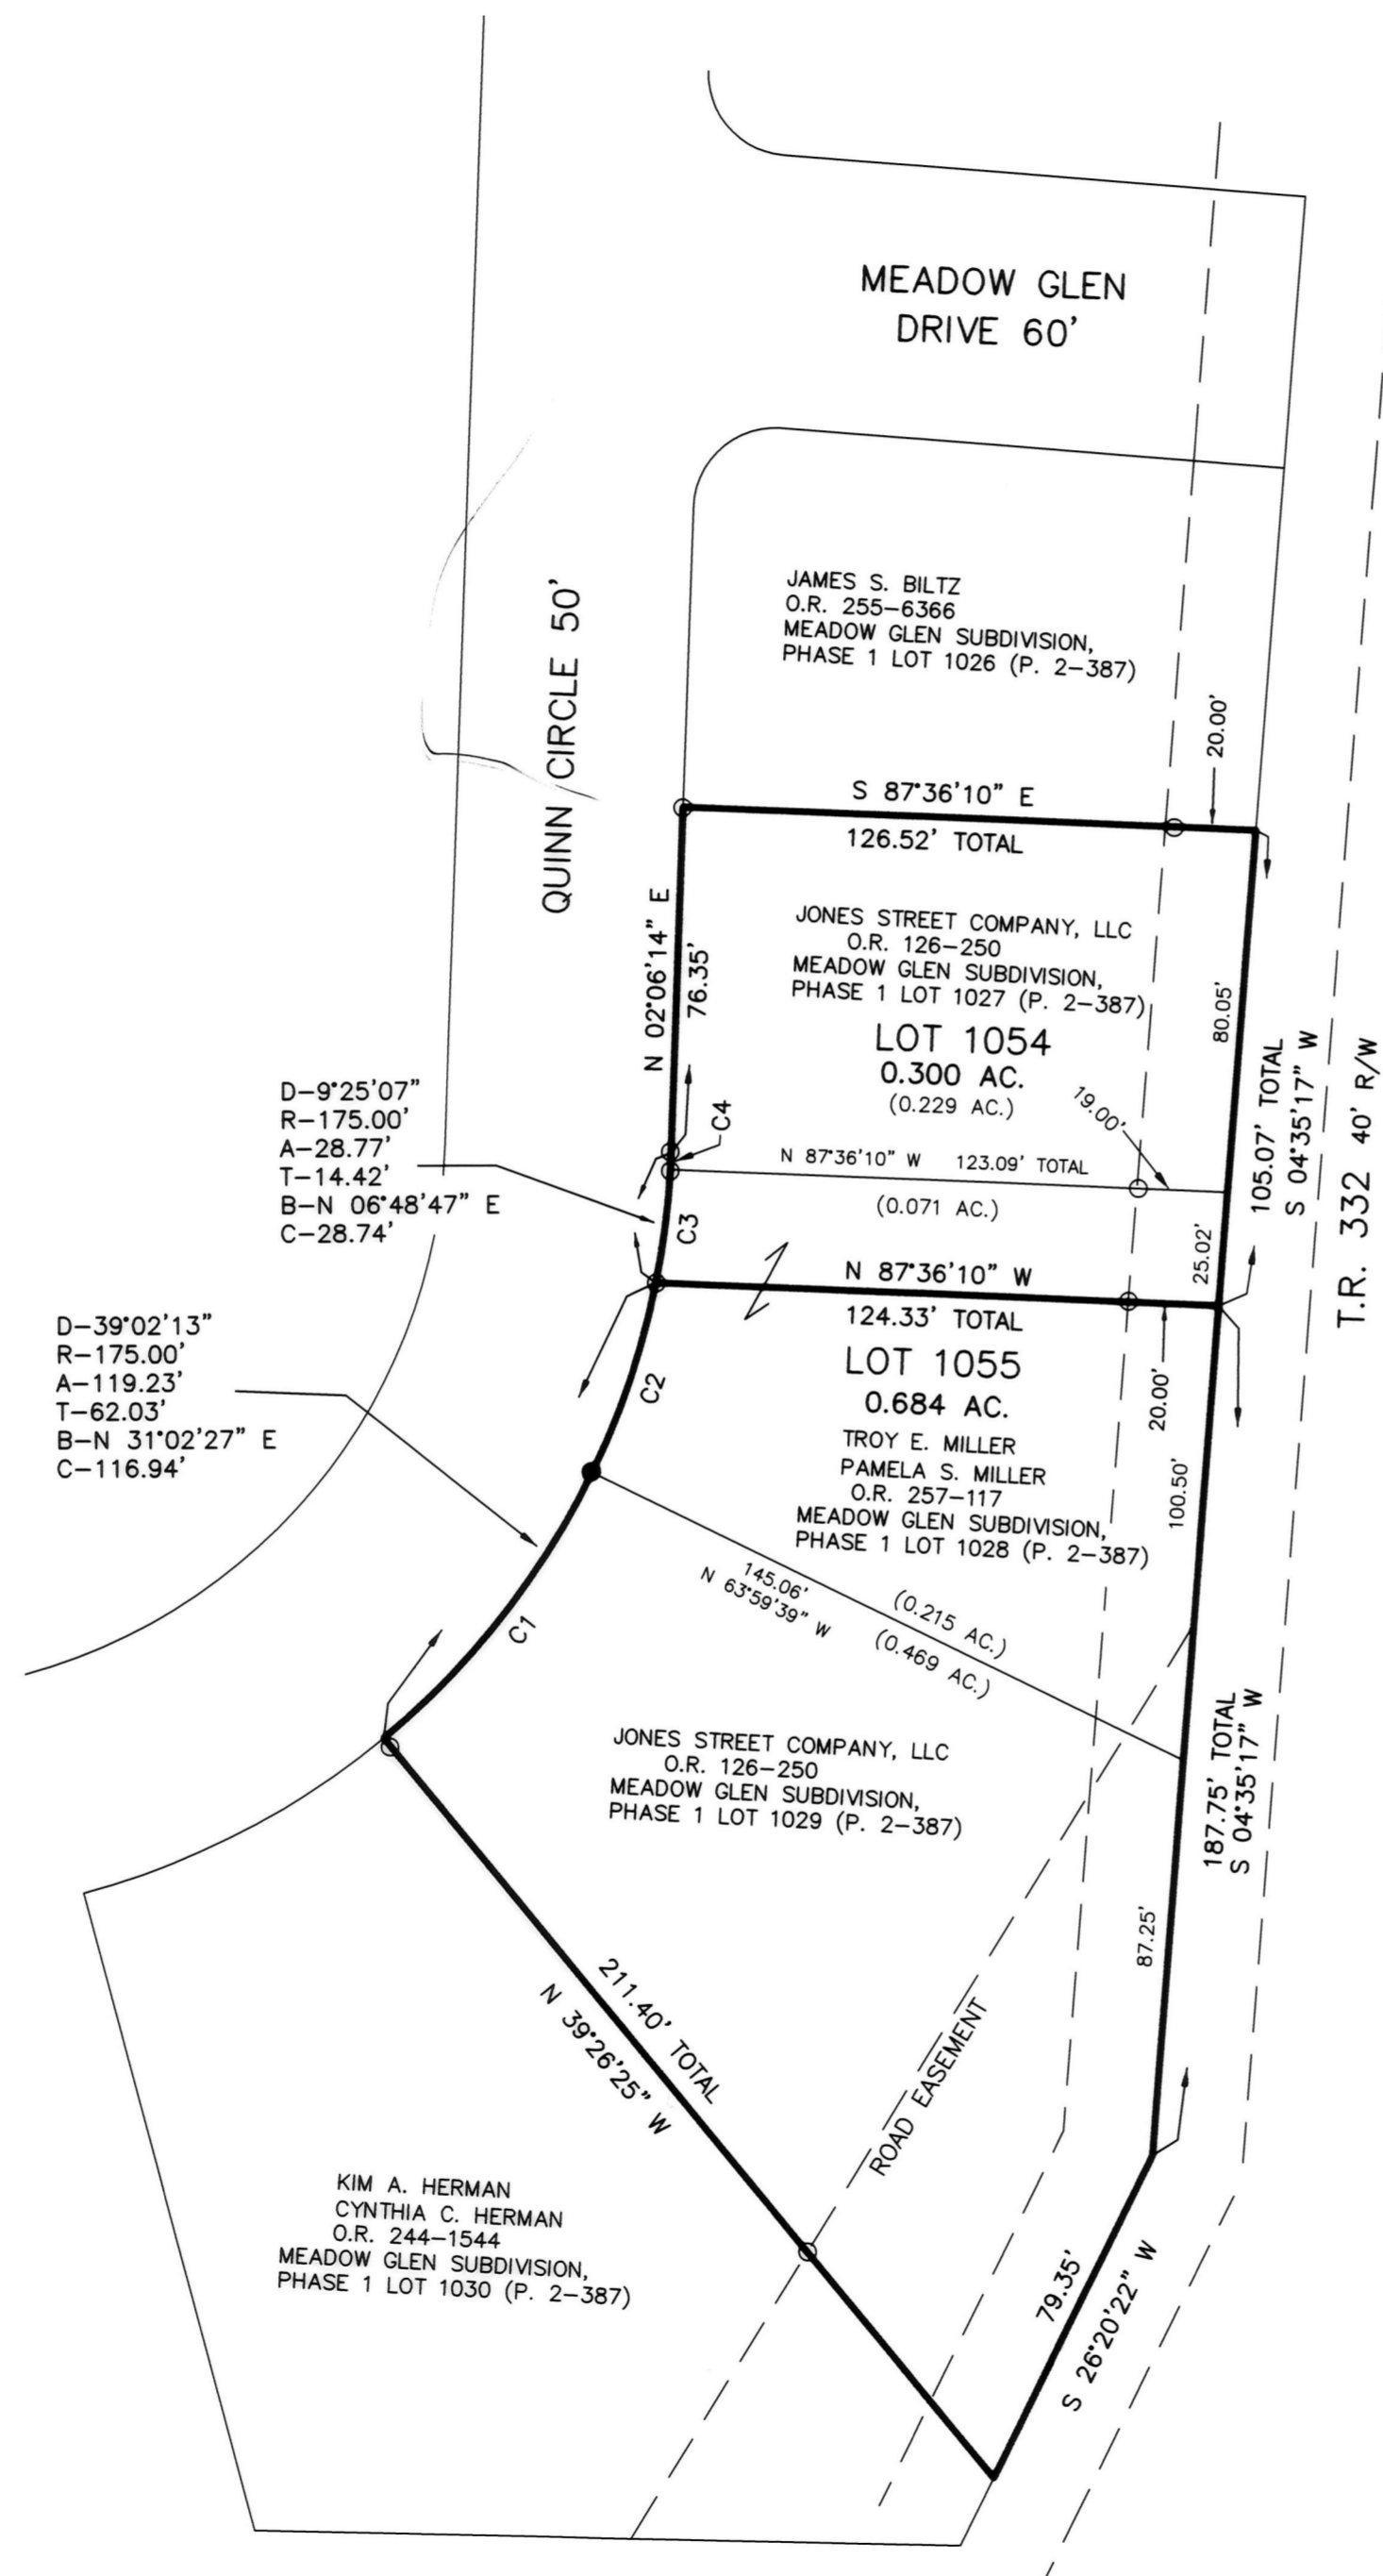 MEADOW GLEN
DRIVE 60'
QUINN CIRCLE 50'
JAMES S. BILTZ
O.R. 255-6366
MEADOW GLEN SUBDIVISION,
PHASE 1 LOT 1026 (P. 2-387)
20.00'
S 87°36'10" E
126.52' TOTAL
N 02°06'14" E
76.35'
JONES STREET COMPANY, LLC
O.R. 126-250
MEADOW GLEN SUBDIVISION,
PHASE 1 LOT 1027 (P. 2-387)
LOT 1054
0.300 AC.
(0.229 AC.)
80.05'
105.07' TOTAL
S 04°35'17" W
T.R. 332 40' R/W
19.00'
C4
N 87°36'10" W 123.09' TOTAL
(0.071 AC.)
D-9°25'07"
R-175.00'
A-28.77'
T-14.42'
B-N 06°48'47" E
C-28.74'
C3
25.02'
N 87°36'10" W
124.33' TOTAL
D-39°02'13"
R-175.00'
A-119.23'
T-62.03'
B-N 31°02'27" E
C-116.94'
C2
LOT 1055
0.684 AC.
20.00'
TROY E. MILLER
PAMELA S. MILLER
O.R. 257-117
MEADOW GLEN SUBDIVISION,
PHASE 1 LOT 1028 (P. 2-387)
100.50'
145.06'
N 63°59'39" W
(0.215 AC.)
(0.469 AC.)
C1
187.75' TOTAL
S 04°35'17" W
JONES STREET COMPANY, LLC
O.R. 126-250
MEADOW GLEN SUBDIVISION,
PHASE 1 LOT 1029 (P. 2-387)
87.25'
211.40' TOTAL
N 39°26'25" W
ROAD EASEMENT
KIM A. HERMAN
CYNTHIA C. HERMAN
O.R. 244-1544
MEADOW GLEN SUBDIVISION,
PHASE 1 LOT 1030 (P. 2-387)
79.35'
S 26°20'22" W